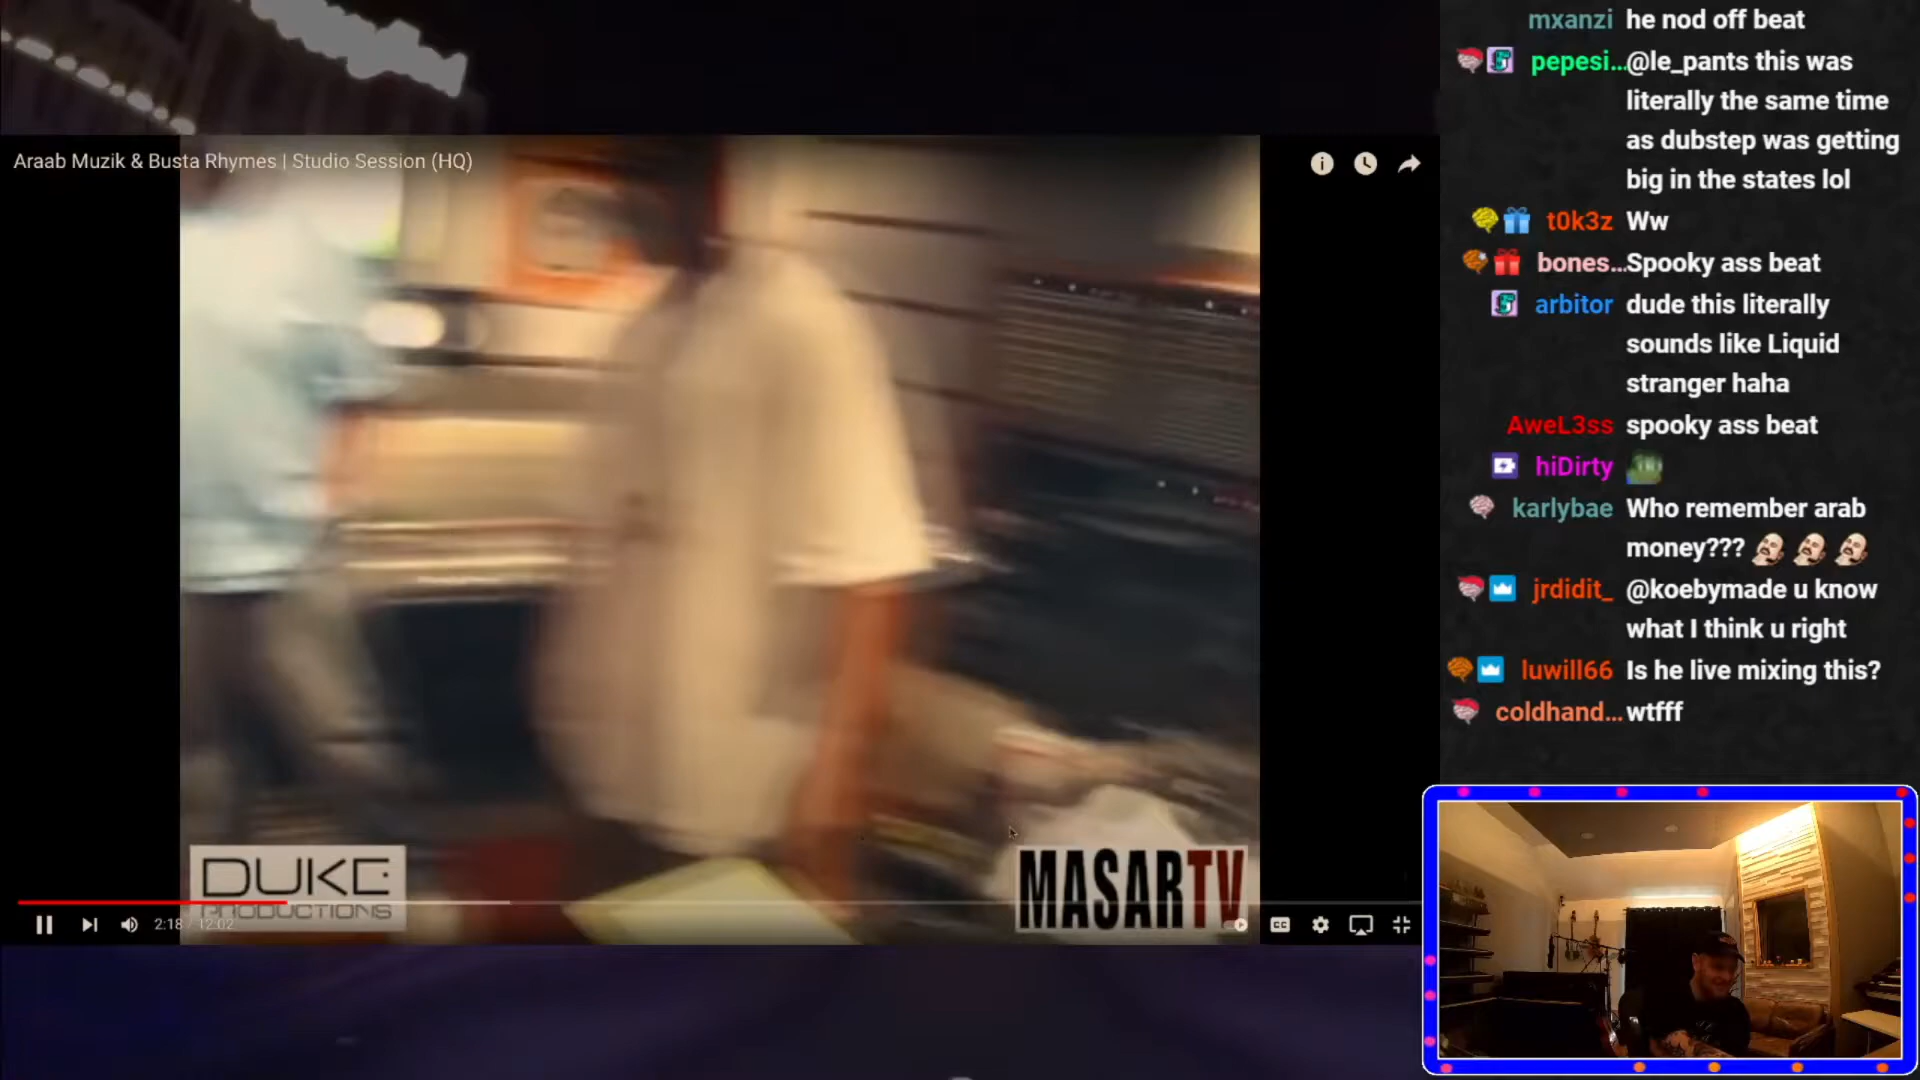 Araab Muzik & Busta Rhymes | Studio Session (HQ)
DUKE
PRODUCTIONS
MASARTV
2:18 / 12:02
mxanzi he nod off beat
pepesi...@le_pants this was
literally the same time
as dubstep was getting
big in the states lol
t0k3z Ww
bones...Spooky ass beat
arbitor dude this literally
sounds like Liquid
stranger haha
AweL3ss spooky ass beat
hiDirty
karlybae Who remember arab
money???
jrdidit_ @koebymade u know
what I think u right
luwill66 Is he live mixing this?
coldhand...wtfff